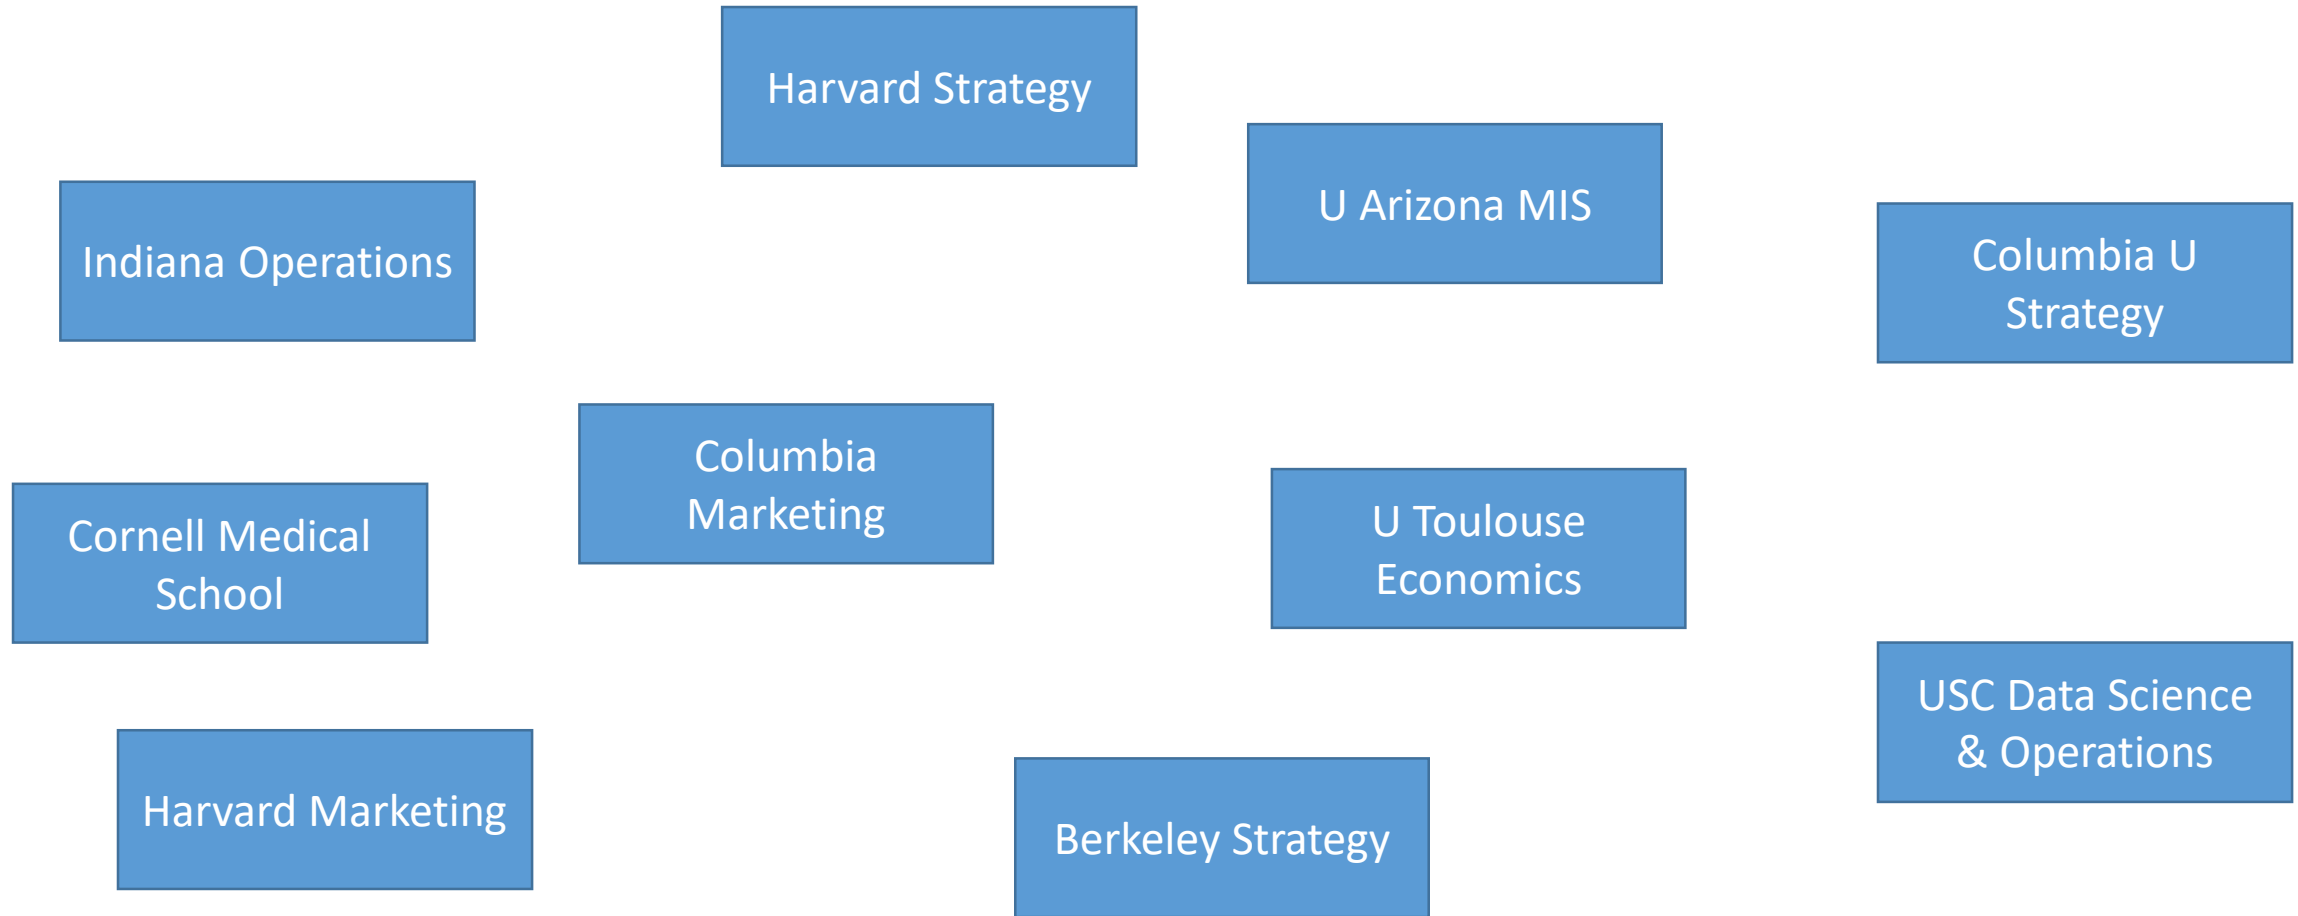 Harvard Strategy
U Arizona MIS
Indiana Operations
Columbia U
Strategy
Columbia
Marketing
Cornell Medical
School
U Toulouse
Economics
USC Data Science
& Operations
Harvard Marketing
Berkeley Strategy